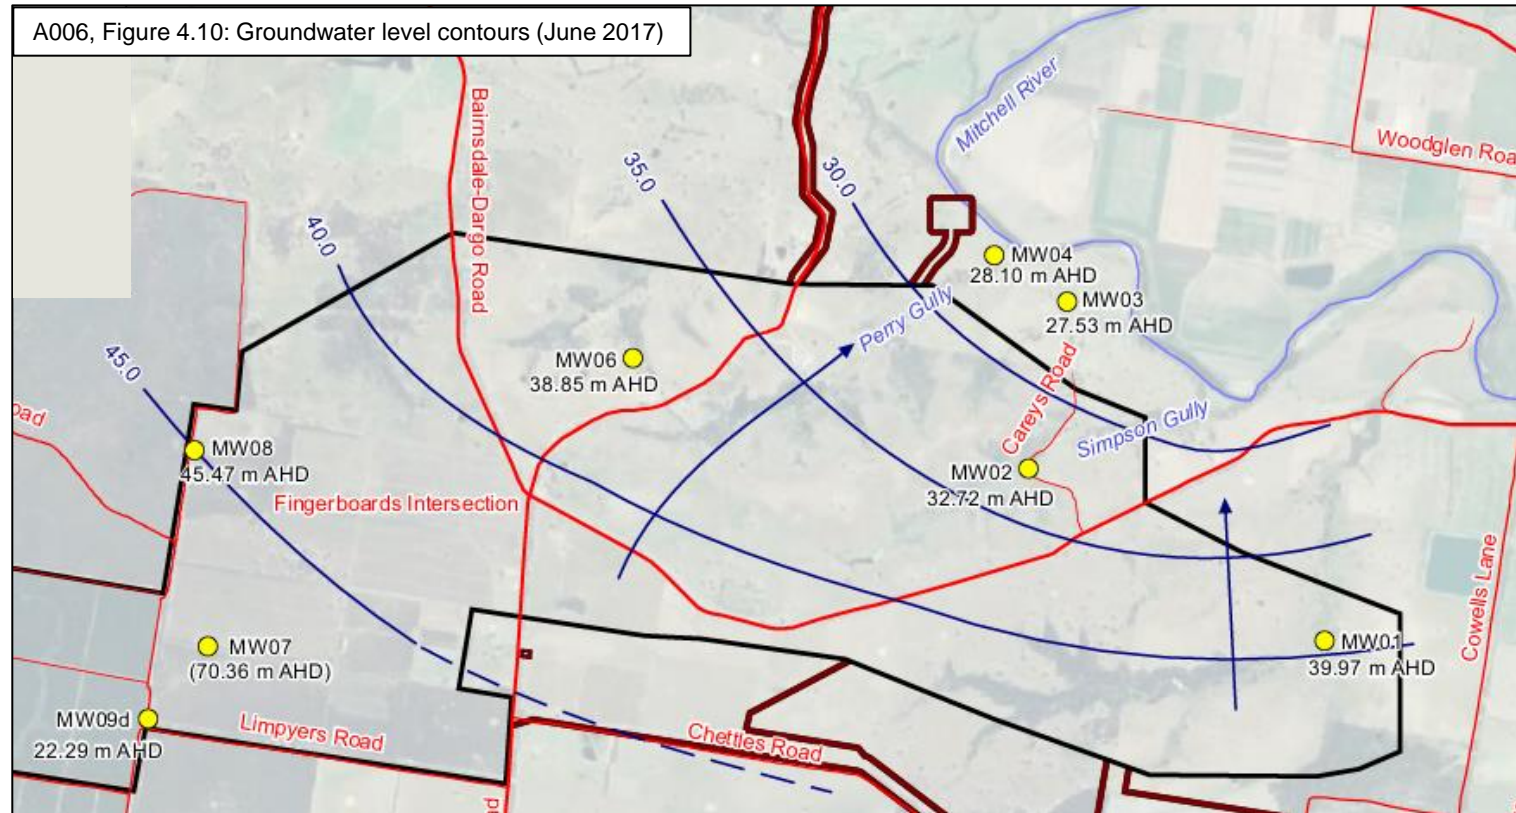 A006, Figure 4.10: Groundwater level contours (June 2017)
Bairnsdale-Dargo Road
Mitchell River
Woodglen Roa
35.0
30.0
40.0
45.0
MW04
28.10 m AHD
MW03
27.53 m AHD
Perry Gully
MW06
38.85 m AHD
Careys Road
Simpson Gully
oad
MW08
45.47 m AHD
MW02
32.72 m AHD
Fingerboards Intersection
Cowells Lane
MW07
(70.36 m AHD)
MW01
39.97 m AHD
MW09d
22.29 m AHD
Limpyers Road
Chettles Road